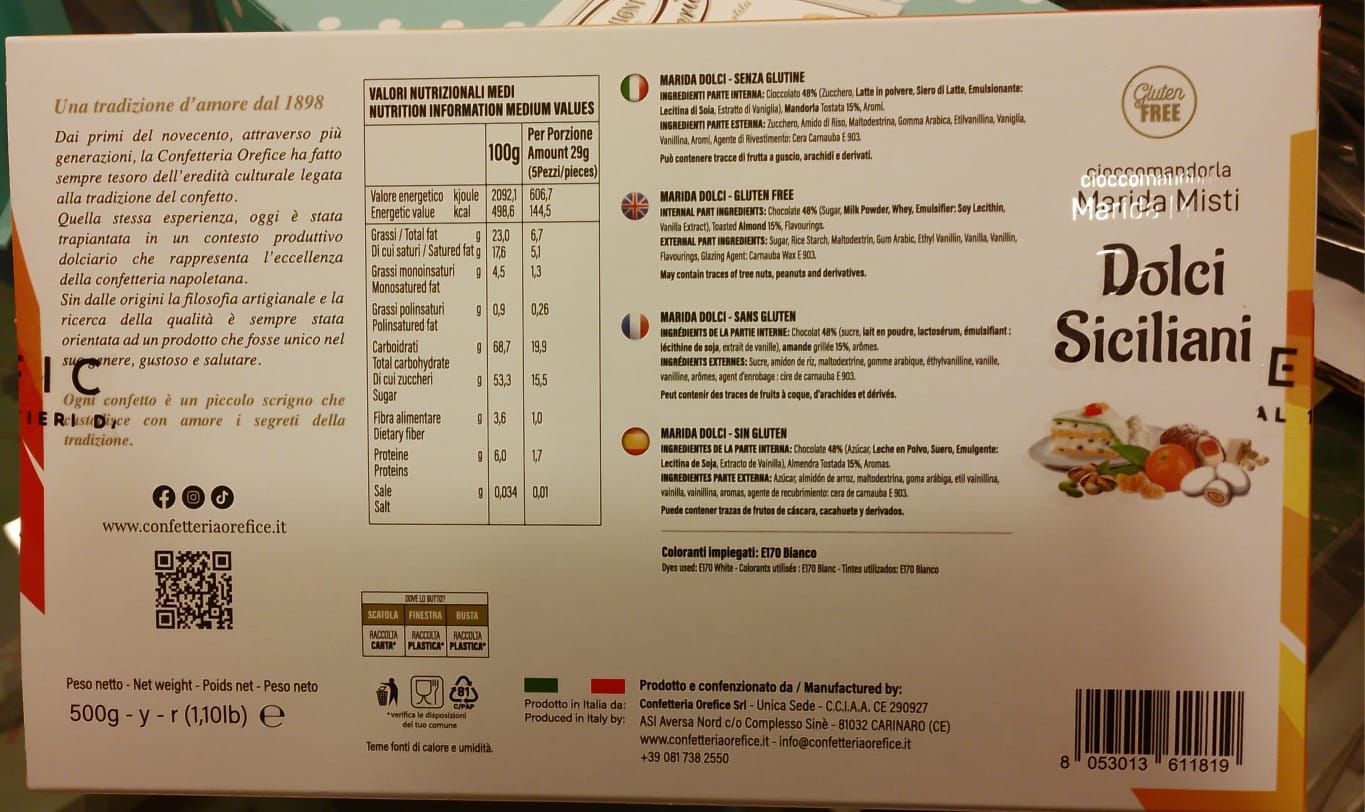 Una tradizione d'amore dal 1898
Dai primi del novecento, attraverso più
generazioni, la Confetteria Orefice ha fatto
sempre tesoro dell'eredità culturale legata
alla tradizione del confetto.
Quella stessa esperienza, oggi è stata
trapiantata in un contesto produttivo
dolciario che rappresenta l'eccellenza
della confetteria napoletana.
Sin dalle origini la filosofia artigianale e la
ricerca della qualità è sempre stata
orientata ad un prodotto che fosse unico nel
suo genere, gustoso e salutare.
Ogni confetto è un piccolo scrigno che
custodisce con amore i segreti della
tradizione.
www.confetteriaorefice.it
Peso netto - Net weight - Poids net - Peso neto
500g - y - r (1,10lb) e
VALORI NUTRIZIONALI MEDI
NUTRITION INFORMATION MEDIUM VALUES
100g Per Porzione
Amount 29g
(5Pezzi/pieces)
Valore energetico kjoule 2092,1 606,7
Energetic value kcal 498,6 144,5
Grassi / Total fat g 23,0 6,7
Di cui saturi / Satured fat g 17,6 5,1
Grassi monoinsaturi g 4,5 1,3
Monosatured fat
Grassi polinsaturi g 0,9 0,26
Polinsatured fat
Carboidrati g 68,7 19,9
Total carbohydrate
Di cui zuccheri g 53,3 15,5
Sugar
Fibra alimentare g 3,6 1,0
Dietary fiber
Proteine g 6,0 1,7
Proteins
Sale g 0,034 0,01
Salt
DOVE LO BUTTO?
SCATOLA FINESTRA BUSTA
RACCOLTA RACCOLTA RACCOLTA
CARTA* PLASTICA* PLASTICA*
81
C/PAP
*verifica le disposizioni
del tuo comune
Teme fonti di calore e umidità.
MARIDA DOLCI - SENZA GLUTINE
INGREDIENTI PARTE INTERNA: Cioccolato 48% (Zucchero, Latte in polvere, Siero di Latte, Emulsionante:
Lecitina di Soia, Estratto di Vaniglia), Mandorla Tostata 15%, Aromi.
INGREDIENTI PARTE ESTERNA: Zucchero, Amido di Riso, Maltodestrina, Gomma Arabica, Etilvanillina, Vaniglia,
Vanillina, Aromi, Agente di Rivestimento: Cera Carnauba E 903.
Può contenere tracce di frutta a guscio, arachidi e derivati.
MARIDA DOLCI - GLUTEN FREE
INTERNAL PART INGREDIENTS: Chocolate 48% (Sugar, Milk Powder, Whey, Emulsifier: Soy Lecithin,
Vanilla Extract), Toasted Almond 15%, Flavourings.
EXTERNAL PART INGREDIENTS: Sugar, Rice Starch, Maltodextrin, Gum Arabic, Ethyl Vanillin, Vanilla, Vanillin,
Flavourings, Glazing Agent: Carnauba Wax E 903.
May contain traces of tree nuts, peanuts and derivatives.
MARIDA DOLCI - SANS GLUTEN
INGRÉDIENTS DE LA PARTIE INTERNE: Chocolat 48% (sucre, lait en poudre, lactosérum, émulsifiant :
lécithine de soja, extrait de vanille), amande grillée 15%, arômes.
INGRÉDIENTS EXTERNES: Sucre, amidon de riz, maltodextrine, gomme arabique, éthylvanilline, vanille,
vanilline, arômes, agent d'enrobage : cire de carnauba E 903.
Peut contenir des traces de fruits à coque, d'arachides et dérivés.
MARIDA DOLCI - SIN GLUTEN
INGREDIENTES DE LA PARTE INTERNA: Chocolate 48% (Azúcar, Leche en Polvo, Suero, Emulgente:
Lecitina de Soja, Extracto de Vainilla), Almendra Tostada 15%, Aromas.
INGREDIENTES PARTE EXTERNA: Azúcar, almidón de arroz, maltodextrina, goma arábiga, etil vainillina,
vainilla, vainillina, aromas, agente de recubrimiento: cera de carnauba E 903.
Puede contener trazas de frutos de cáscara, cacahuete y derivados.
Coloranti impiegati: E170 Bianco
Dyes used: E170 White - Colorants utilisés : E170 Blanc - Tintes utilizados: E170 Blanco
Prodotto in Italia da:
Produced in Italy by:
Prodotto e confenzionato da / Manufactured by:
Confetteria Orefice Srl - Unica Sede - C.C.I.A.A. CE 290927
ASI Aversa Nord c/o Complesso Sinè - 81032 CARINARO (CE)
www.confetteriaorefice.it - info@confetteriaorefice.it
+39 081 738 2550
Gluten
FREE
cioccomandorla
Marida Misti
Dolci
Siciliani
8 053013 611819